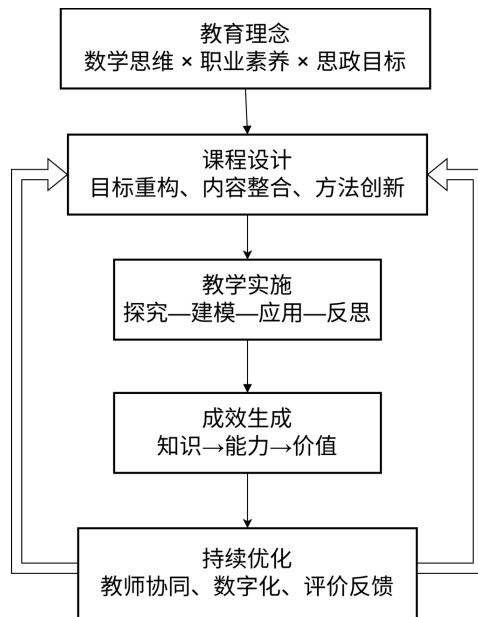 教育理念
数学思维 × 职业素养 × 思政目标
课程设计
目标重构、内容整合、方法创新
教学实施
探究—建模—应用—反思
成效生成
知识→能力→价值
持续优化
教师协同、数字化、评价反馈